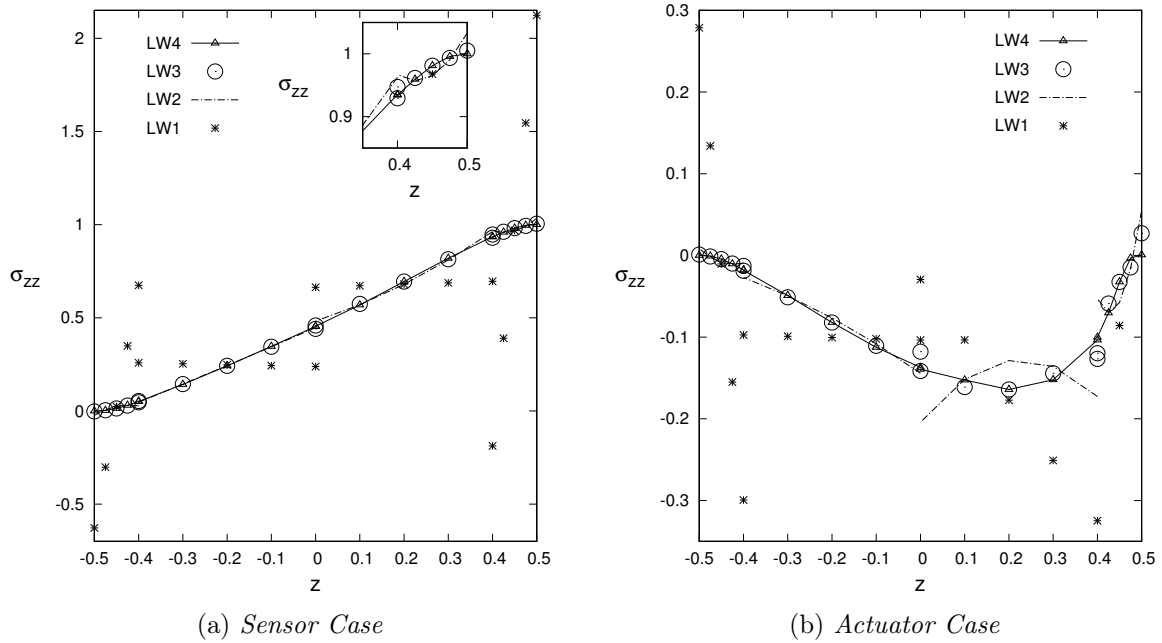 2
1.5
1
0.5
0
-0.5
σzz
-0.5 -0.4 -0.3 -0.2 -0.1 0 0.1 0.2 0.3 0.4 0.5
z
LW4
LW3
LW2
LW1
1
0.9
σzz
0.4 0.5
z
(a) Sensor Case
0.3
0.2
0.1
0
-0.1
-0.2
-0.3
σzz
-0.5 -0.4 -0.3 -0.2 -0.1 0 0.1 0.2 0.3 0.4 0.5
z
LW4
LW3
LW2
LW1
(b) Actuator Case